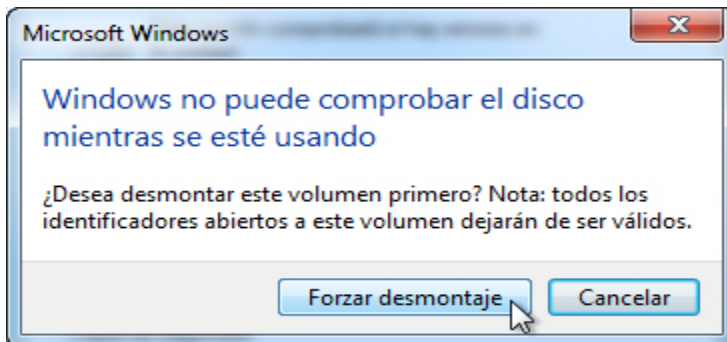 Microsoft Windows
Windows no puede comprobar el disco
mientras se esté usando
¿Desea desmontar este volumen primero? Nota: todos los
identificadores abiertos a este volumen dejarán de ser válidos.
Forzar desmontaje
Cancelar